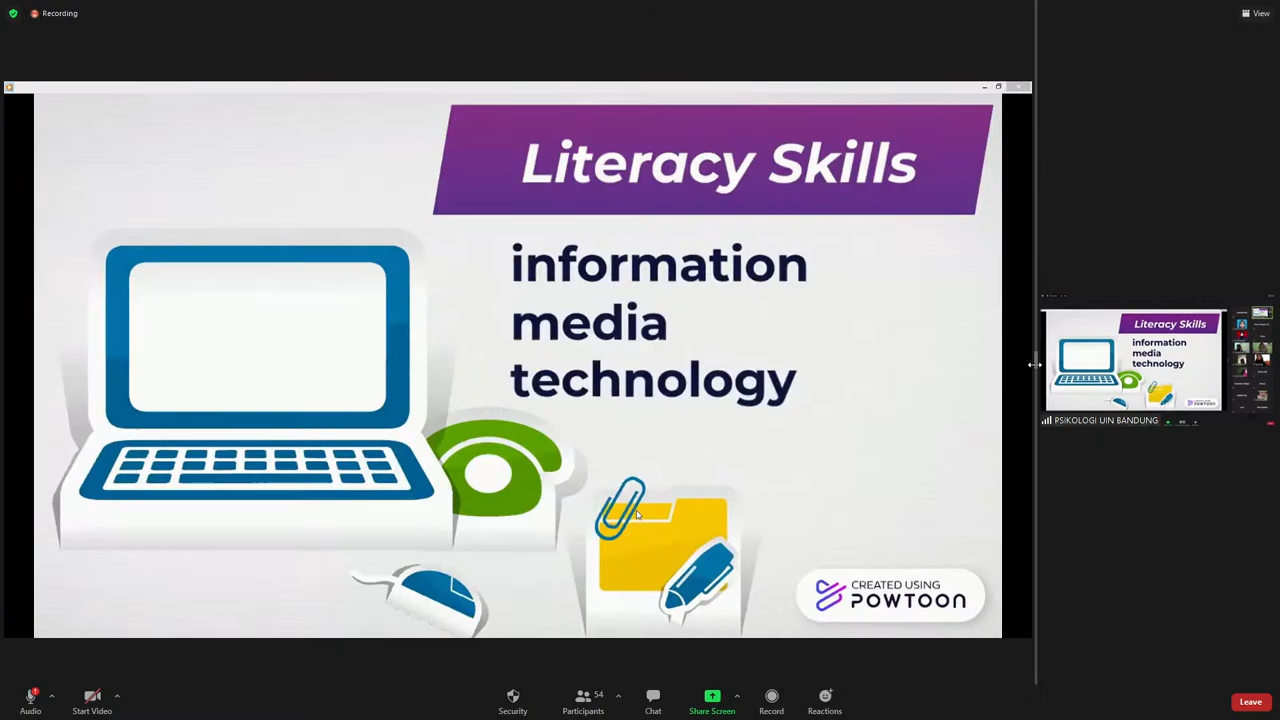 Recording
View
Literacy Skills
information
media
technology
CREATED USING
POWTOON
Literacy Skills
information
media
technology
PSIKOLOGI UIN BANDUNG
Audio
Start Video
Security
54
Participants
Chat
Share Screen
Record
Reactions
Leave